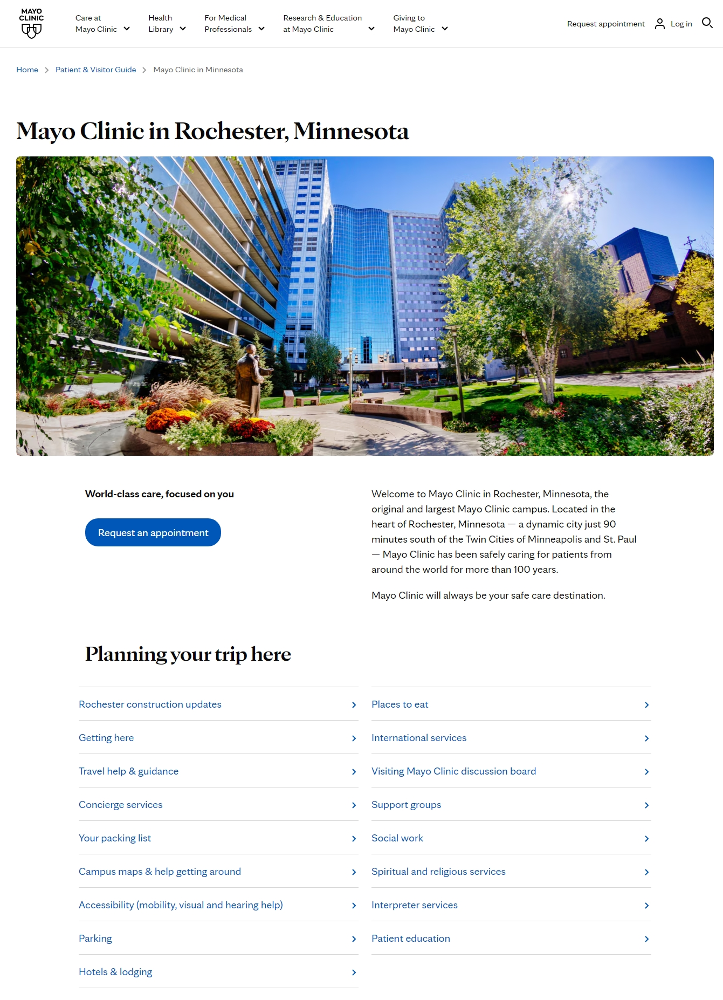 MAYO
CLINIC
Care at
Mayo Clinic
Health
Library
For Medical
Professionals
Research & Education
at Mayo Clinic
Giving to
Mayo Clinic
Request appointment
Log in
Home
Patient & Visitor Guide
Mayo Clinic in Minnesota
Mayo Clinic in Rochester, Minnesota
World-class care, focused on you
Request an appointment
Welcome to Mayo Clinic in Rochester, Minnesota, the
original and largest Mayo Clinic campus. Located in the
heart of Rochester, Minnesota — a dynamic city just 90
minutes south of the Twin Cities of Minneapolis and St. Paul
— Mayo Clinic has been safely caring for patients from
around the world for more than 100 years.
Mayo Clinic will always be your safe care destination.
Planning your trip here
Rochester construction updates
Getting here
Travel help & guidance
Concierge services
Your packing list
Campus maps & help getting around
Accessibility (mobility, visual and hearing help)
Parking
Hotels & lodging
Places to eat
International services
Visiting Mayo Clinic discussion board
Support groups
Social work
Spiritual and religious services
Interpreter services
Patient education